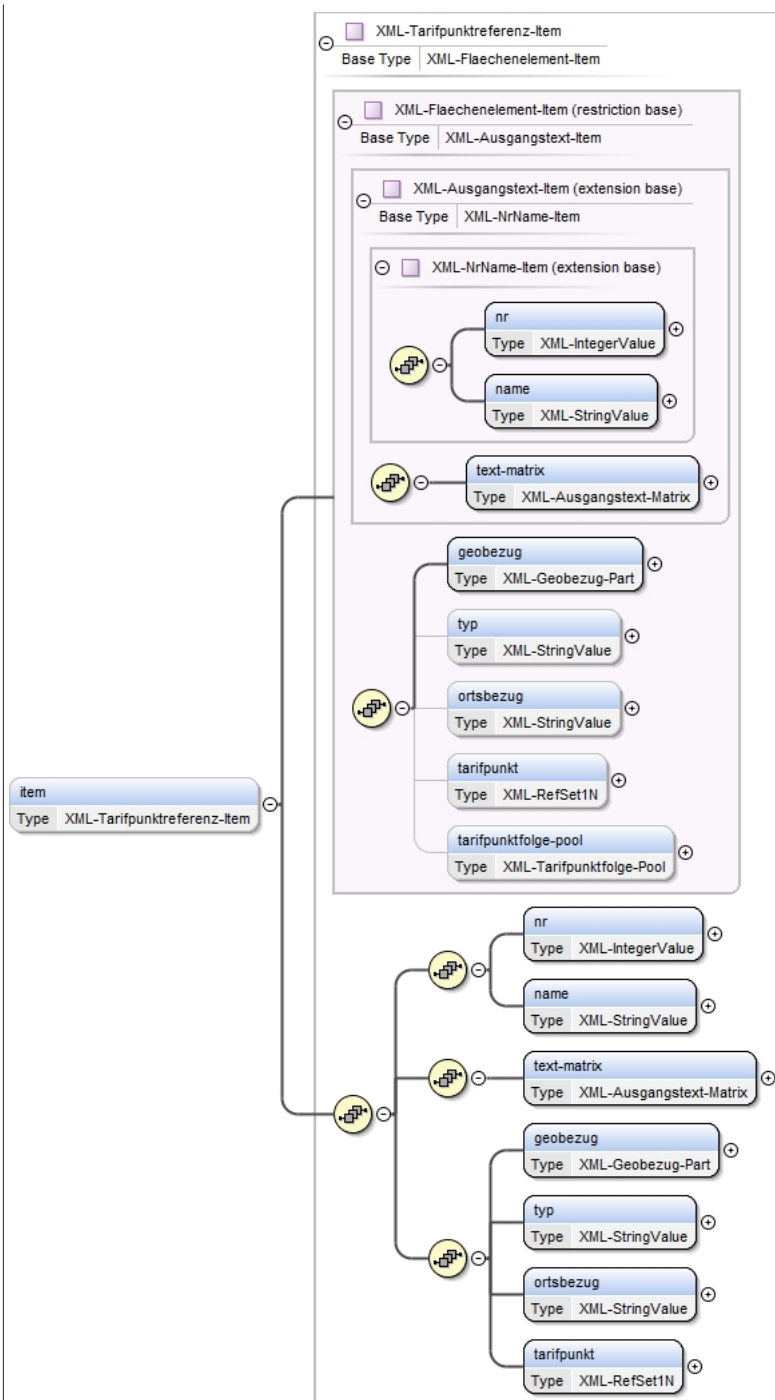 XML-Tarifpunktreferenz-Item
Base Type XML-Flaechenelement-Item
XML-Flaechenelement-Item (restriction base)
Base Type XML-Ausgangstext-Item
XML-Ausgangstext-Item (extension base)
Base Type XML-NrName-Item
XML-NrName-Item (extension base)
nr
Type XML-IntegerValue
name
Type XML-StringValue
text-matrix
Type XML-Ausgangstext-Matrix
geobezug
Type XML-Geobezug-Part
typ
Type XML-StringValue
ortsbezug
Type XML-StringValue
tarifpunkt
Type XML-RefSet1N
tarifpunktfolge-pool
Type XML-Tarifpunktfolge-Pool
item
Type XML-Tarifpunktreferenz-Item
nr
Type XML-IntegerValue
name
Type XML-StringValue
text-matrix
Type XML-Ausgangstext-Matrix
geobezug
Type XML-Geobezug-Part
typ
Type XML-StringValue
ortsbezug
Type XML-StringValue
tarifpunkt
Type XML-RefSet1N